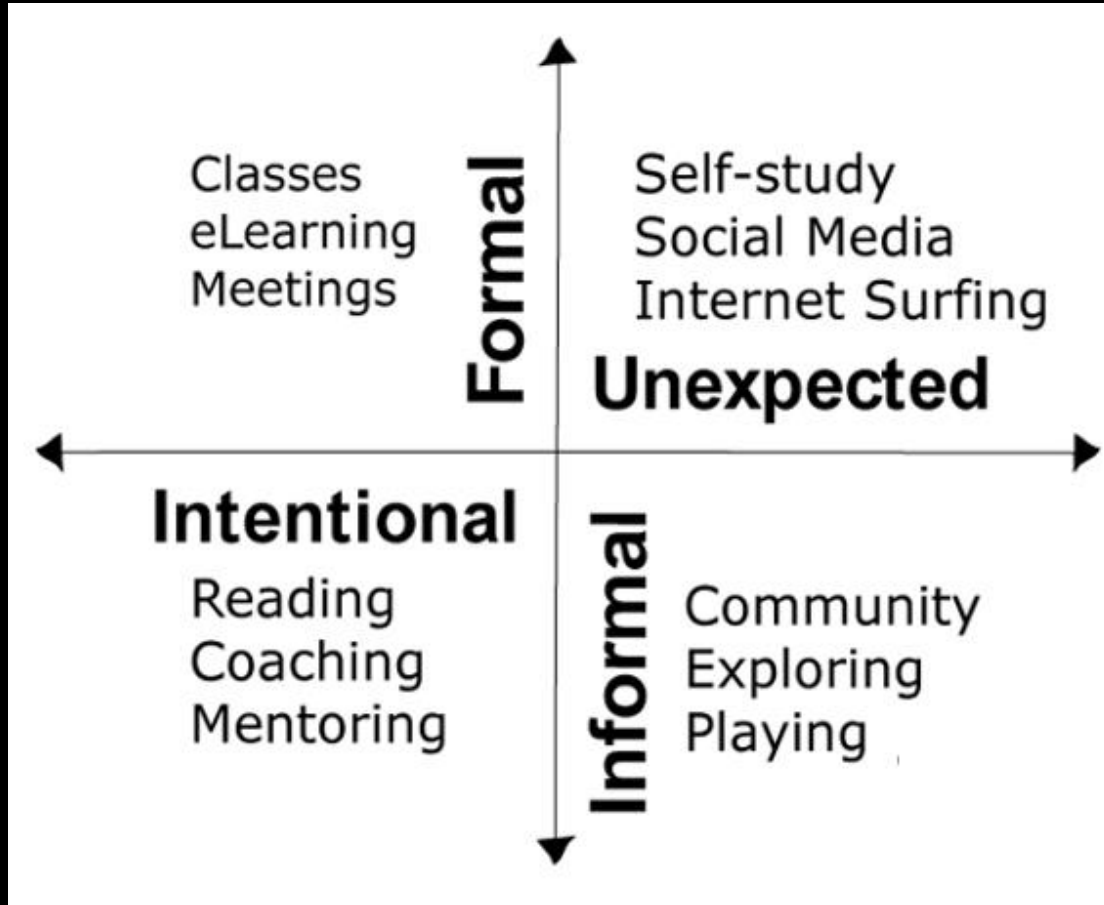 Classes
eLearning
Meetings
Formal
Self-study
Social Media
Internet Surfing
Unexpected
Intentional
Reading
Coaching
Mentoring
Informal
Community
Exploring
Playing